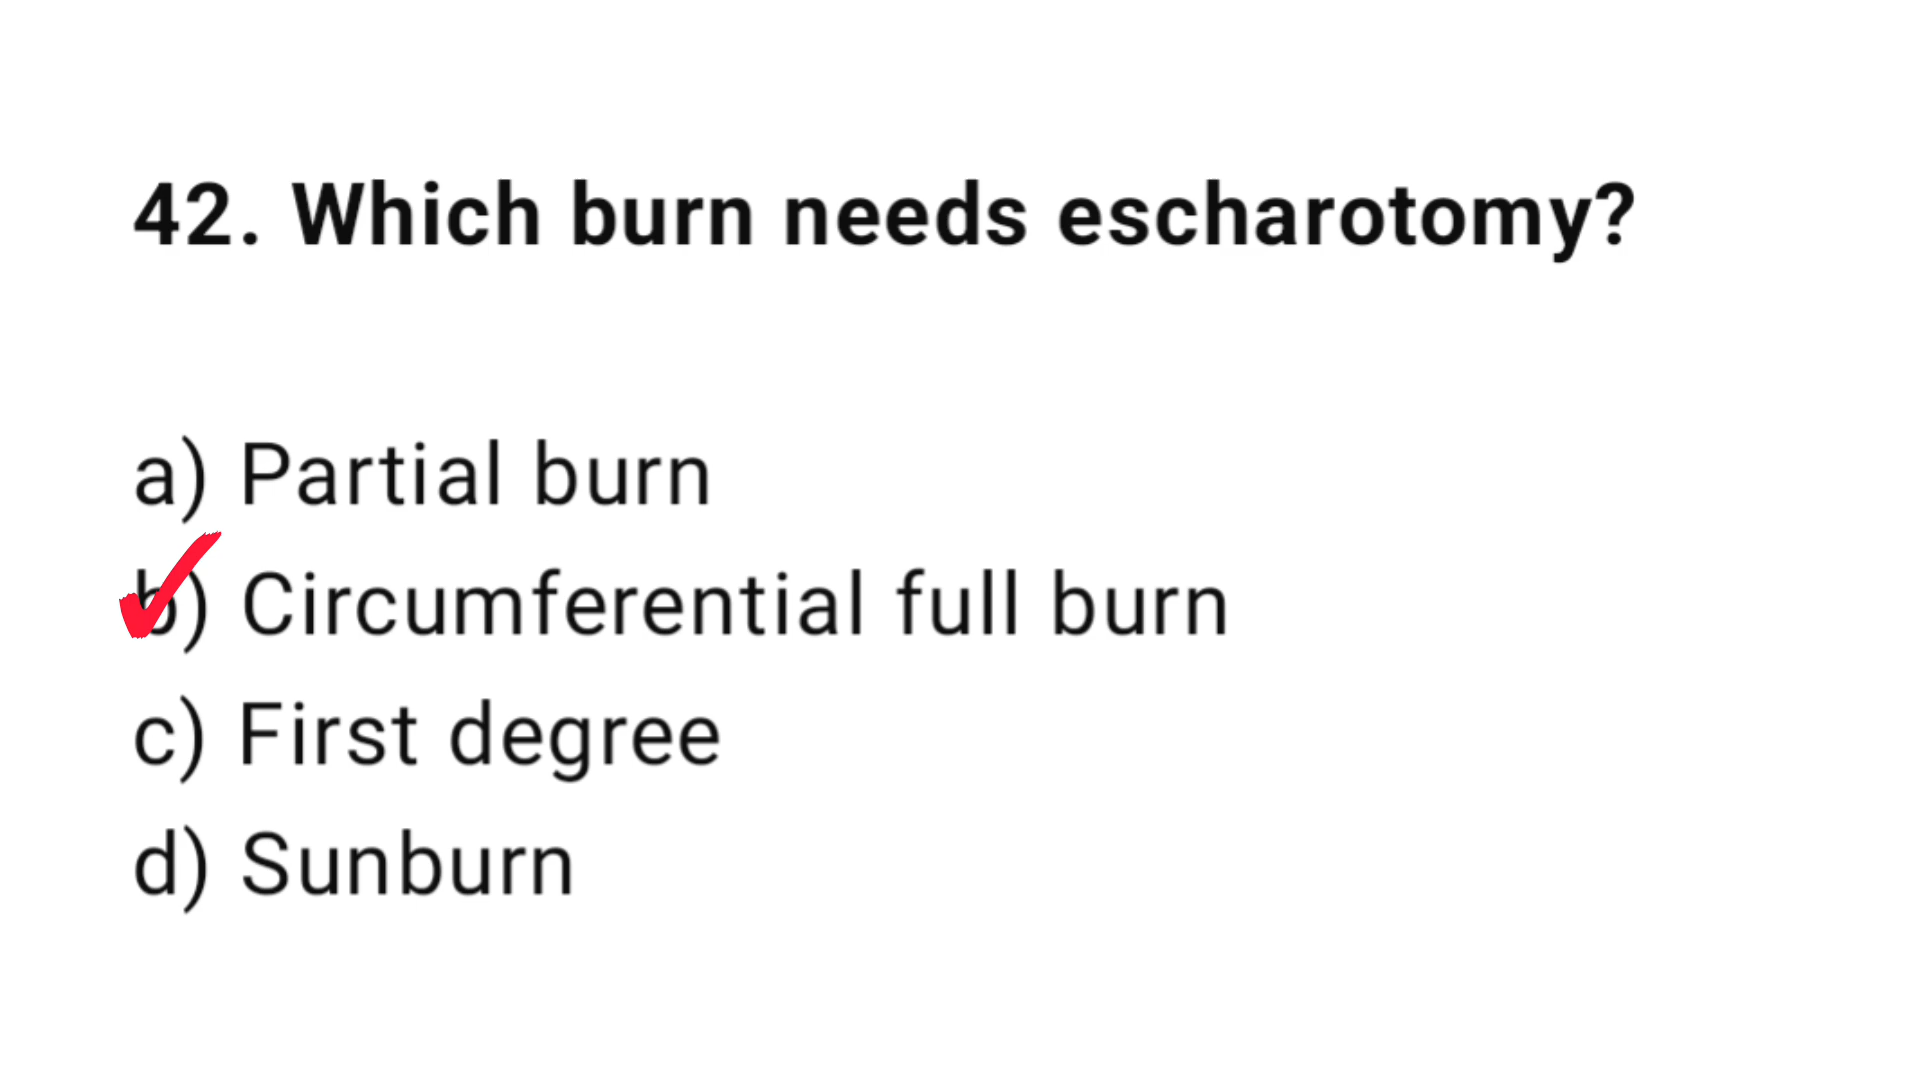 42. Which burn needs escharotomy?
a) Partial burn
b) Circumferential full burn
c) First degree
d) Sunburn